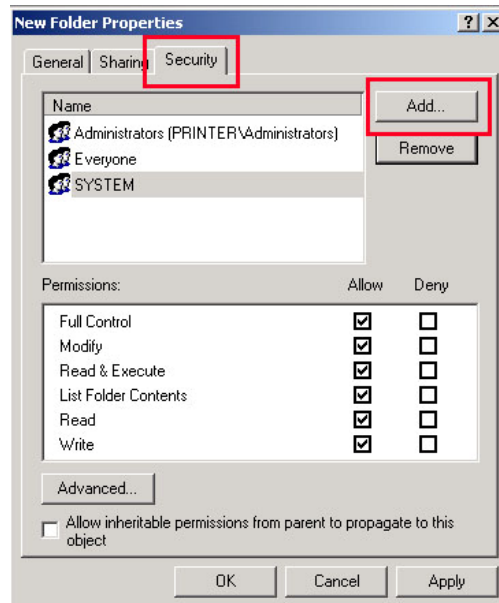 New Folder Properties
General Sharing Security
Name
Add...
Administrators (PRINTER\Administrators)
Everyone
Remove
SYSTEM
Permissions: Allow Deny
Full Control
Modify
Read & Execute
List Folder Contents
Read
Write
Advanced...
Allow inheritable permissions from parent to propagate to this
object
OK Cancel Apply